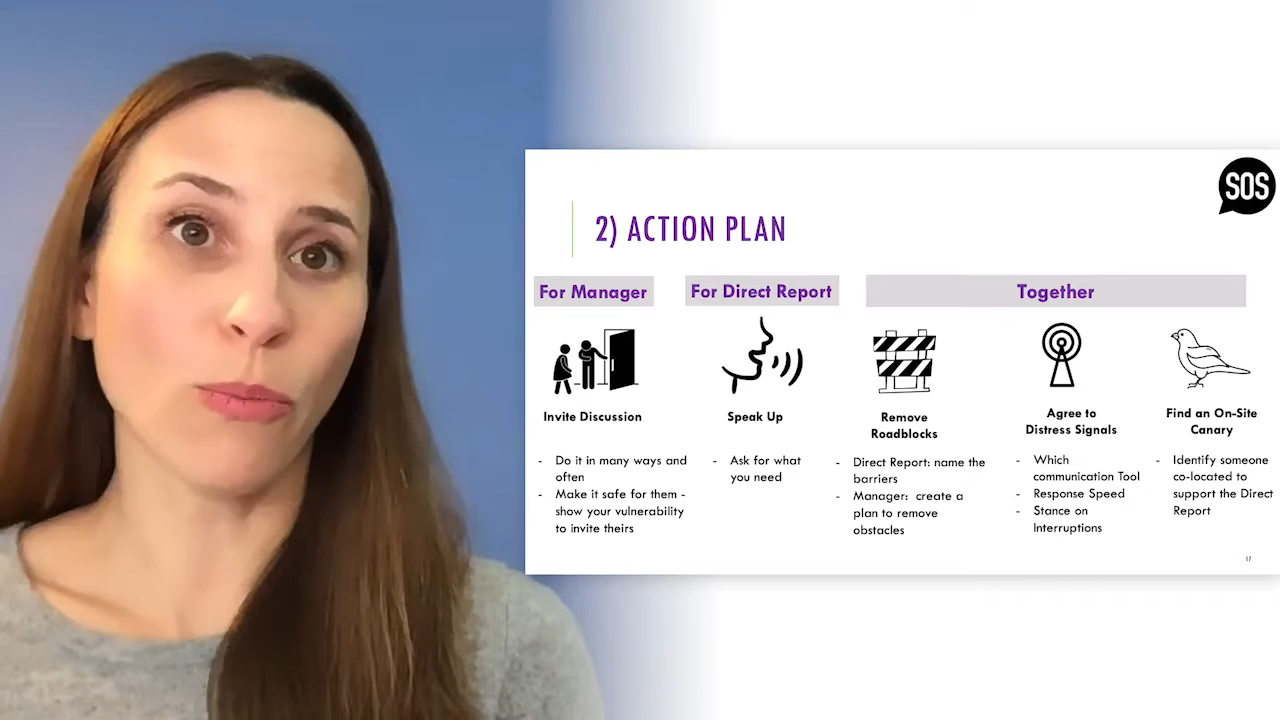 SOS
2) ACTION PLAN
For Manager
For Direct Report
Together
Invite Discussion
- Do it in many ways and
often
- Make it safe for them -
show your vulnerability
to invite theirs
Speak Up
- Ask for what
you need
Remove
Roadblocks
- Direct Report: name the
barriers
- Manager: create a
plan to remove
obstacles
Agree to
Distress Signals
- Which
communication Tool
- Response Speed
- Stance on
Interruptions
Find an On-Site
Canary
- Identify someone
co-located to
support the Direct
Report
17